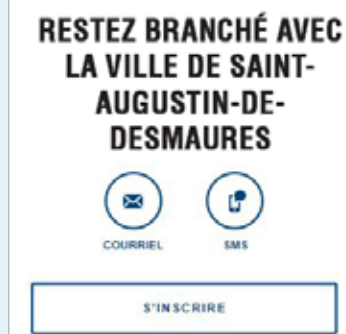 RESTEZ BRANCHÉ AVEC
LA VILLE DE SAINT-
AUGUSTIN-DE-
DESMAURES
COURRIEL SMS
S'INSCRIRE